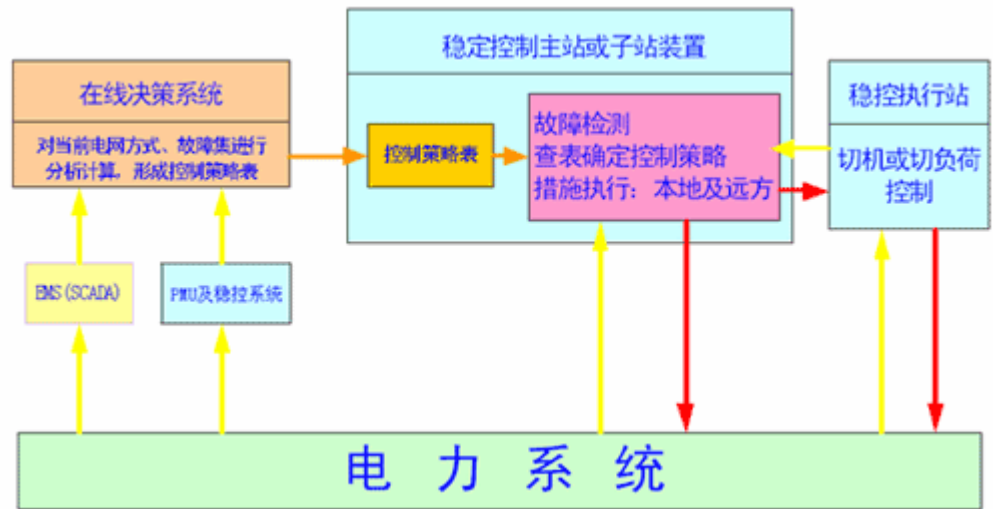 稳定控制主站或子站装置
在线决策系统
对当前电网方式、故障集进行
分析计算，形成控制策略表
控制策略表
故障检测
查表确定控制策略
措施执行：本地及远方
稳控执行站
切机或切负荷
控制
EMS(SCADA)
PMU及稳控系统
电力系统